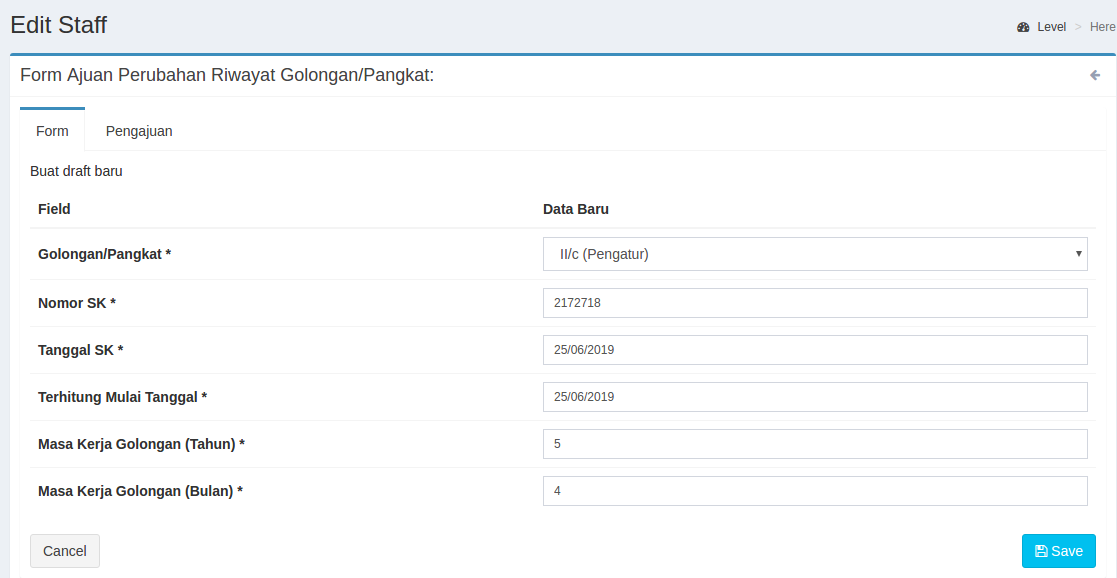 Edit Staff
Level > Here
Form Ajuan Perubahan Riwayat Golongan/Pangkat:
Form Pengajuan
Buat draft baru
Field Data Baru
Golongan/Pangkat * II/c (Pengatur)
Nomor SK * 2172718
Tanggal SK * 25/06/2019
Terhitung Mulai Tanggal * 25/06/2019
Masa Kerja Golongan (Tahun) * 5
Masa Kerja Golongan (Bulan) * 4
Cancel Save